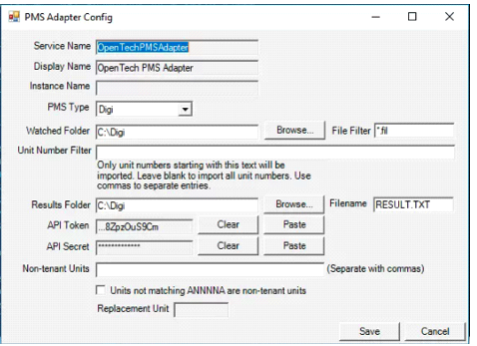 PMS Adapter Config
Service Name OpenTechPMSAdapter
Display Name OpenTech PMS Adapter
Instance Name
PMS Type Digi
Watched Folder C:\Digi Browse... File Filter *.fil
Unit Number Filter
Only unit numbers starting with this text will be
imported. Leave blank to import all unit numbers. Use
commas to separate entries.
Results Folder C:\Digi Browse... Filename RESULT.TXT
API Token ...8ZpzOuS9Cm Clear Paste
API Secret ************* Clear Paste
Non-tenant Units (Separate with commas)
Units not matching ANNNNA are non-tenant units
Replacement Unit
Save Cancel